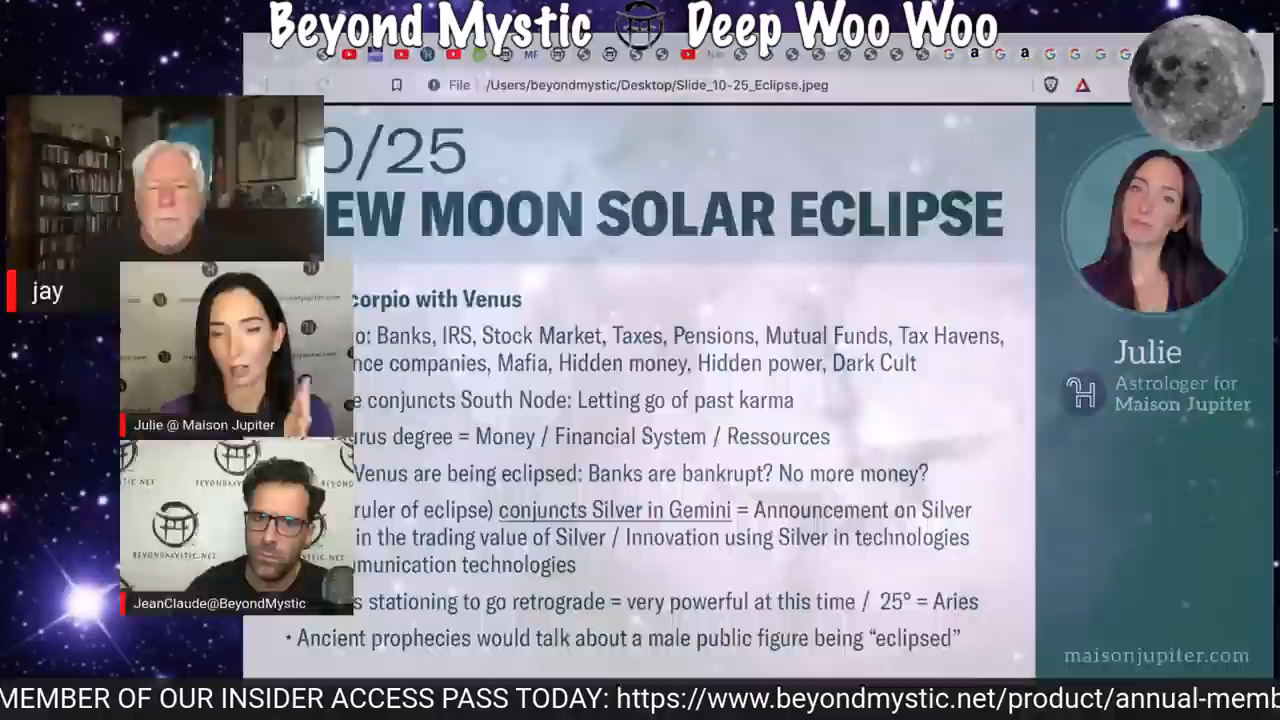 Beyond Mystic Deep Woo Woo
File /Users/beyondmystic/Desktop/Slide_10-25_Eclipse.jpeg
0/25
EW MOON SOLAR ECLIPSE
corpio with Venus
o: Banks, IRS, Stock Market, Taxes, Pensions, Mutual Funds, Tax Havens,
nce companies, Mafia, Hidden money, Hidden power, Dark Cult
e conjuncts South Node: Letting go of past karma
urus degree = Money / Financial System / Ressources
Venus are being eclipsed: Banks are bankrupt? No more money?
ruler of eclipse) conjuncts Silver in Gemini = Announcement on Silver
in the trading value of Silver / Innovation using Silver in technologies
mmunication technologies
s stationing to go retrograde = very powerful at this time / 25° = Aries
• Ancient prophecies would talk about a male public figure being “eclipsed”
jay
Julie @ Maison Jupiter
BEYONDMYSTIC.NET
JeanClaude@BeyondMystic
Julie
Astrologer for
Maison Jupiter
maisonjupiter.com
MEMBER OF OUR INSIDER ACCESS PASS TODAY: https://www.beyondmystic.net/product/annual-memb